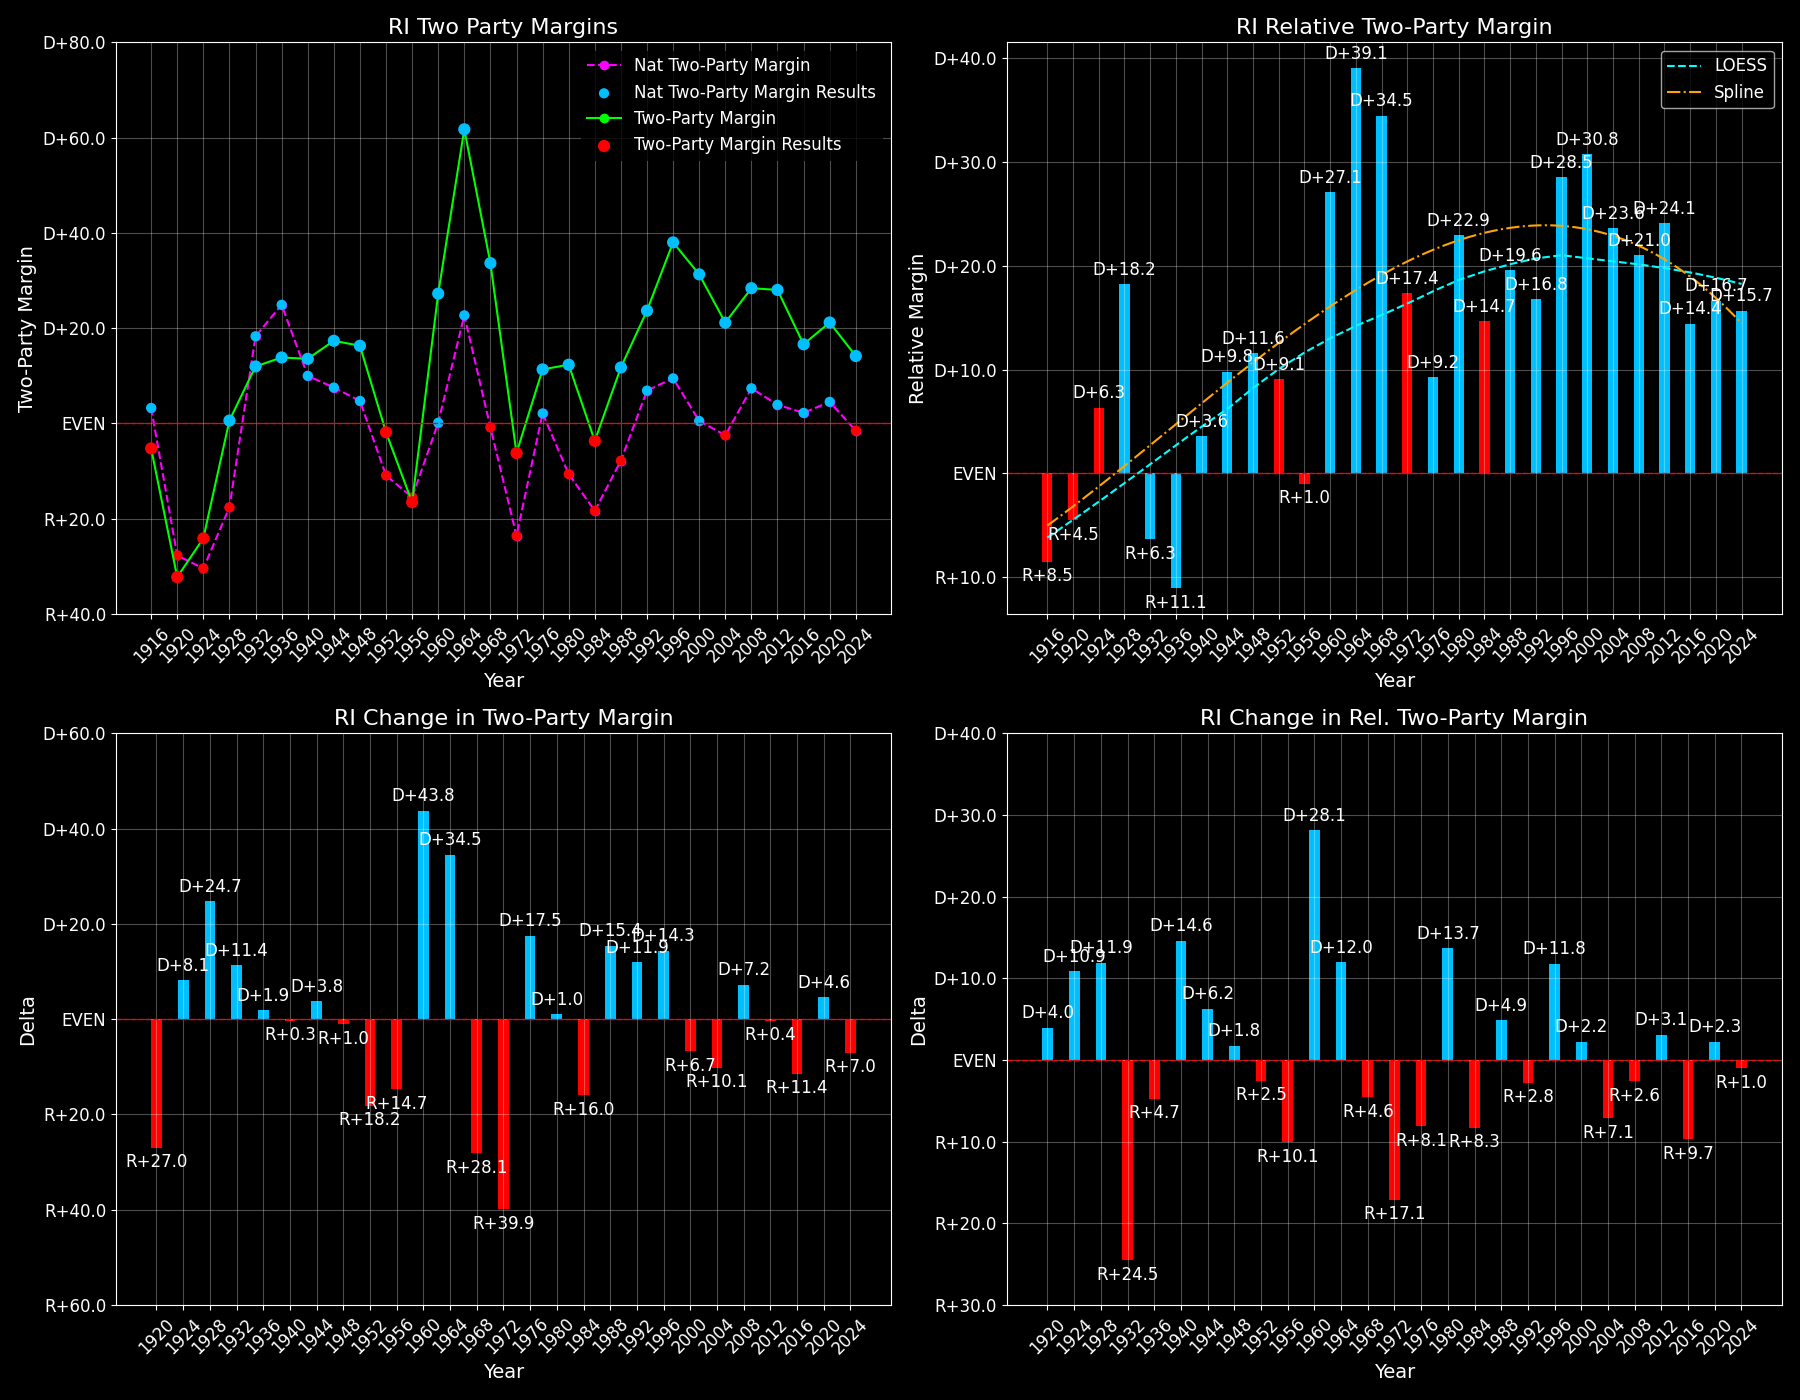 RI Two Party Margins
D+80.0
D+60.0
D+40.0
D+20.0
EVEN
R+20.0
R+40.0
Two-Party Margin
Nat Two-Party Margin
Nat Two-Party Margin Results
Two-Party Margin
Two-Party Margin Results
1916
1920
1924
1928
1932
1936
1940
1944
1948
1952
1956
1960
1964
1968
1972
1976
1980
1984
1988
1992
1996
2000
2004
2008
2012
2016
2020
2024
Year
RI Relative Two-Party Margin
D+40.0
D+30.0
D+20.0
D+10.0
EVEN
R+10.0
Relative Margin
LOESS
Spline
R+8.5
R+4.5
D+6.3
D+18.2
R+6.3
R+11.1
D+3.6
D+9.8
D+11.6
D+9.1
R+1.0
D+27.1
D+39.1
D+34.5
D+17.4
D+9.2
D+22.9
D+14.7
D+19.6
D+16.8
D+28.5
D+30.8
D+23.6
D+21.0
D+24.1
D+14.4
D+16.7
D+15.7
1916
1920
1924
1928
1932
1936
1940
1944
1948
1952
1956
1960
1964
1968
1972
1976
1980
1984
1988
1992
1996
2000
2004
2008
2012
2016
2020
2024
Year
RI Change in Two-Party Margin
D+60.0
D+40.0
D+20.0
EVEN
R+20.0
R+40.0
R+60.0
Delta
R+27.0
D+8.1
D+24.7
D+11.4
D+1.9
R+0.3
D+3.8
R+1.0
R+18.2
R+14.7
D+43.8
D+34.5
R+28.1
R+39.9
D+17.5
D+1.0
R+16.0
D+15.4
D+11.9
D+14.3
R+6.7
R+10.1
D+7.2
R+0.4
R+11.4
D+4.6
R+7.0
1920
1924
1928
1932
1936
1940
1944
1948
1952
1956
1960
1964
1968
1972
1976
1980
1984
1988
1992
1996
2000
2004
2008
2012
2016
2020
2024
Year
RI Change in Rel. Two-Party Margin
D+40.0
D+30.0
D+20.0
D+10.0
EVEN
R+10.0
R+20.0
R+30.0
Delta
D+4.0
D+10.9
D+11.9
R+24.5
R+4.7
D+14.6
D+6.2
D+1.8
R+2.5
R+10.1
D+28.1
D+12.0
R+4.6
R+17.1
R+8.1
D+13.7
R+8.3
D+4.9
R+2.8
D+11.8
D+2.2
R+7.1
R+2.6
D+3.1
R+9.7
D+2.3
R+1.0
1920
1924
1928
1932
1936
1940
1944
1948
1952
1956
1960
1964
1968
1972
1976
1980
1984
1988
1992
1996
2000
2004
2008
2012
2016
2020
2024
Year